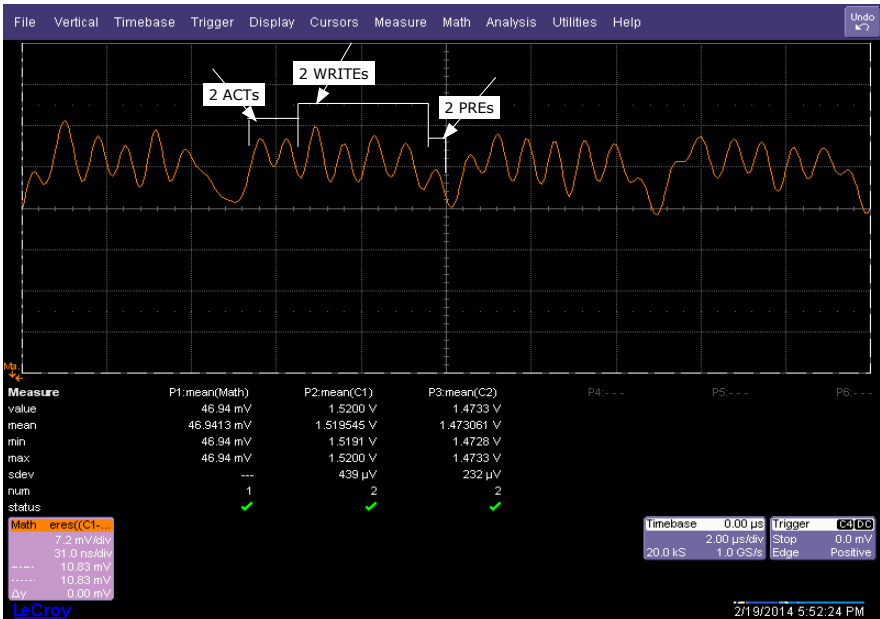 File Vertical Timebase Trigger Display Cursors Measure Math Analysis Utilities Help Undo
2 WRITEs
2 ACTs
2 PREs
Ma.
Measure P1:mean(Math) P2:mean(C1) P3:mean(C2) P4:- - - P5:- - - P6:- - -
value 46.94 mV 1.5200 V 1.4733 V
mean 46.9413 mV 1.519545 V 1.473061 V
min 46.94 mV 1.5191 V 1.4728 V
max 46.94 mV 1.5200 V 1.4733 V
sdev --- 439 µV 232 µV
num 1 2 2
status
Math eres((C1-... Timebase 0.00 µs Trigger C4 DC
7.2 mV/div 2.00 µs/div Stop 0.0 mV
31.0 ns/div 20.0 kS 1.0 GS/s Edge Positive
10.83 mV
10.83 mV
Δy 0.00 mV
LeCroy 2/19/2014 5:52:24 PM